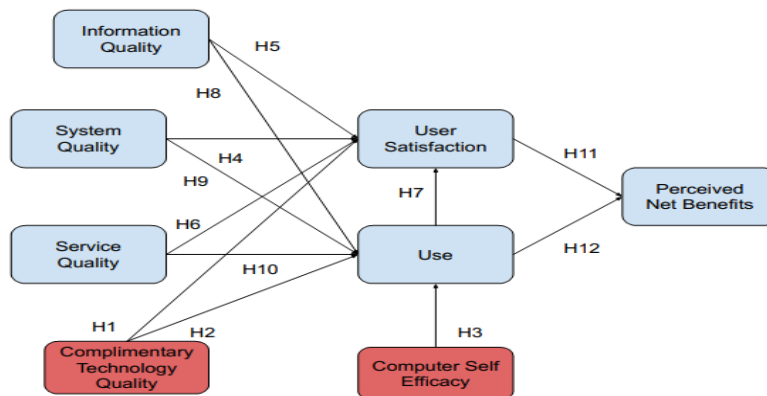 Information
Quality
H5
H8
System
Quality
User
Satisfaction
H4
H9
H11
H7
Perceived
Net Benefits
H6
Service
Quality
Use
H12
H10
H1
H2
H3
Complimentary
Technology
Quality
Computer Self
Efficacy